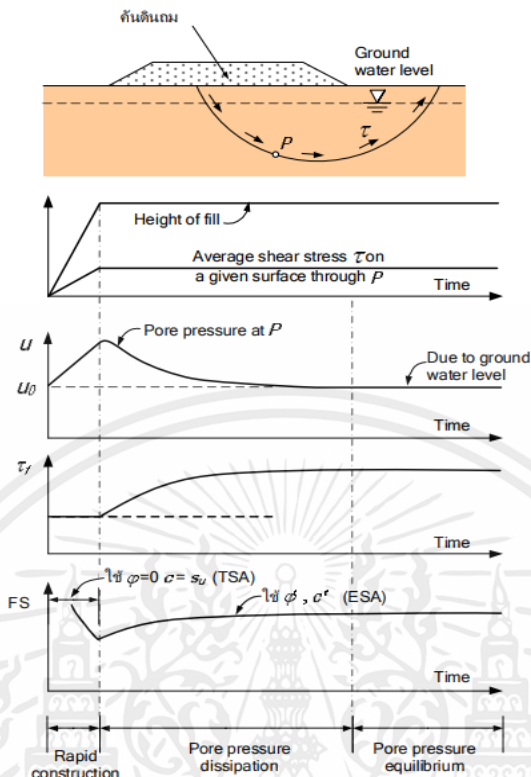 คันดินถม
Ground
water level
P
τ
Height of fill
Average shear stress τ on
a given surface through P
Time
u
Pore pressure at P
u₀
Due to ground
water level
Time
τf
Time
ใช้ φ=0 c = su (TSA)
FS
ใช้ φ', c' (ESA)
Time
Rapid
construction
Pore pressure
dissipation
Pore pressure
equilibrium